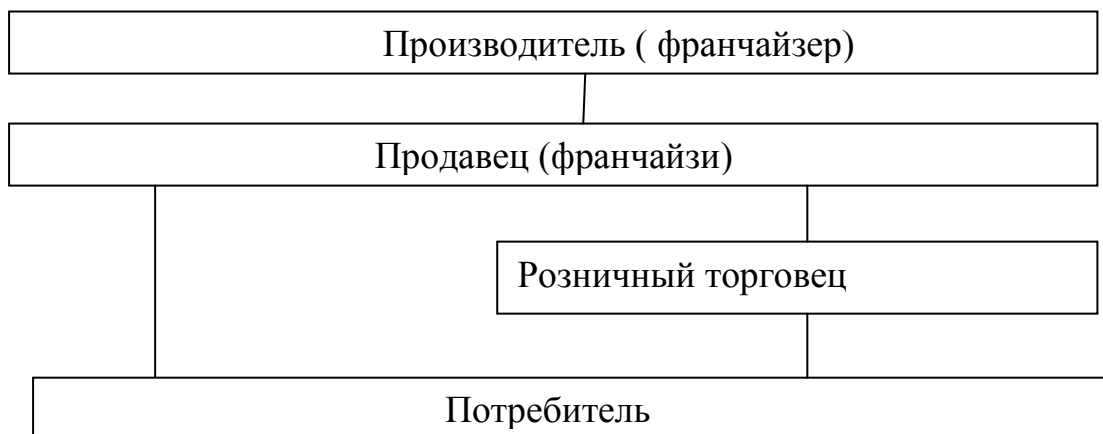 Производитель ( франчайзер)
Продавец (франчайзи)
Розничный торговец
Потребитель